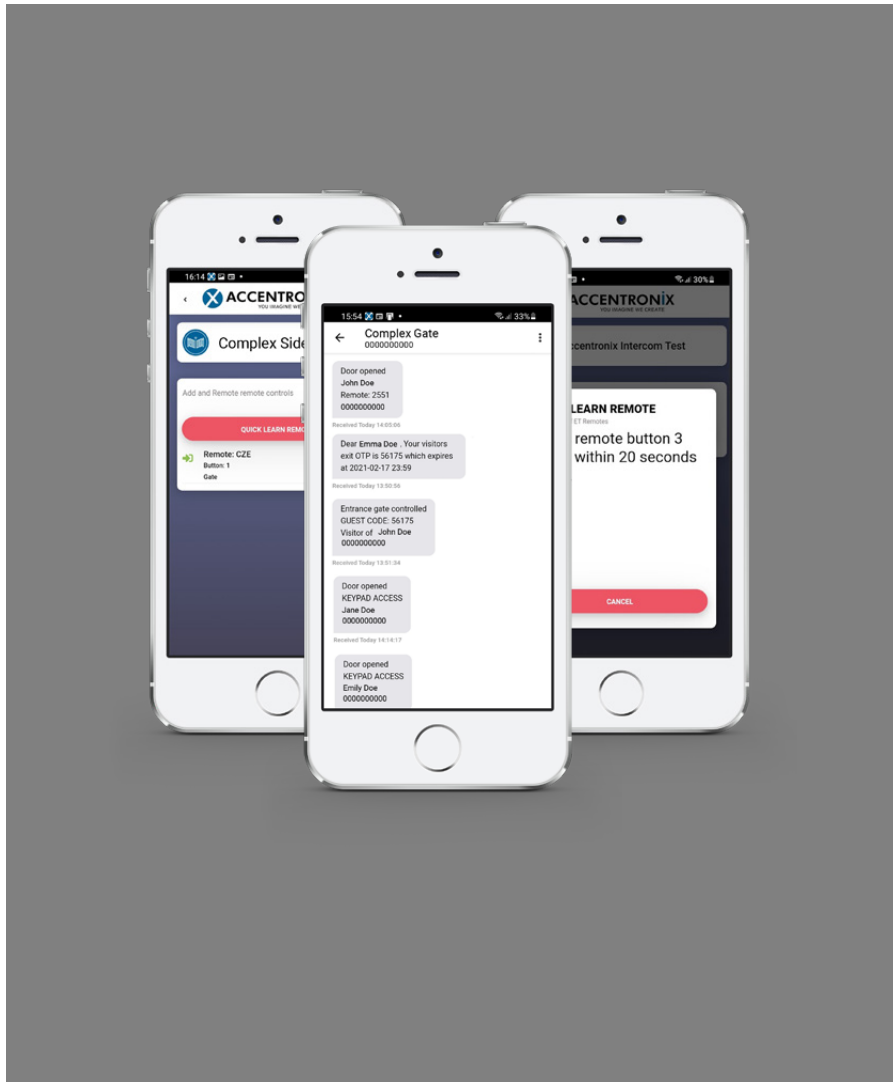 16:14
ACCENTRO
YOU IMAGINE WE
Complex Side
Add and Remote remote controls
QUICK LEARN REMO
Remote: CZE
Button: 1
Gate
15:54
33%
Complex Gate
0000000000
Door opened
John Doe
Remote: 2551
0000000000
Received Today 14:05:06
Dear Emma Doe , Your visitors
exit OTP is 56175 which expires
at 2021-02-17 23:59
Received Today 13:50:56
Entrance gate controlled
GUEST CODE: 56175
Visitor of John Doe
0000000000
Received Today 13:51:34
Door opened
KEYPAD ACCESS
Jane Doe
0000000000
Received Today 14:14:17
Door opened
KEYPAD ACCESS
Emily Doe
0000000000
30%
ACCENTRONIX
YOU IMAGINE WE CREATE
ccentronix Intercom Test
LEARN REMOTE
ET Remotes
remote button 3
within 20 seconds
CANCEL